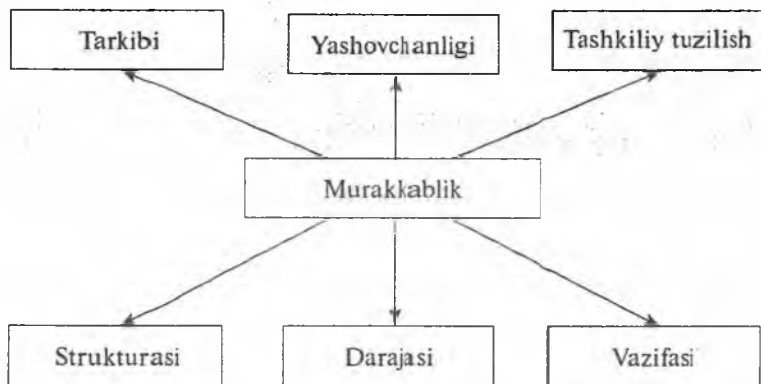 Tarkibi
Yashovchanligi
Tashkiliy tuzilish
Murakkablik
Strukturasi
Darajasi
Vazifasi